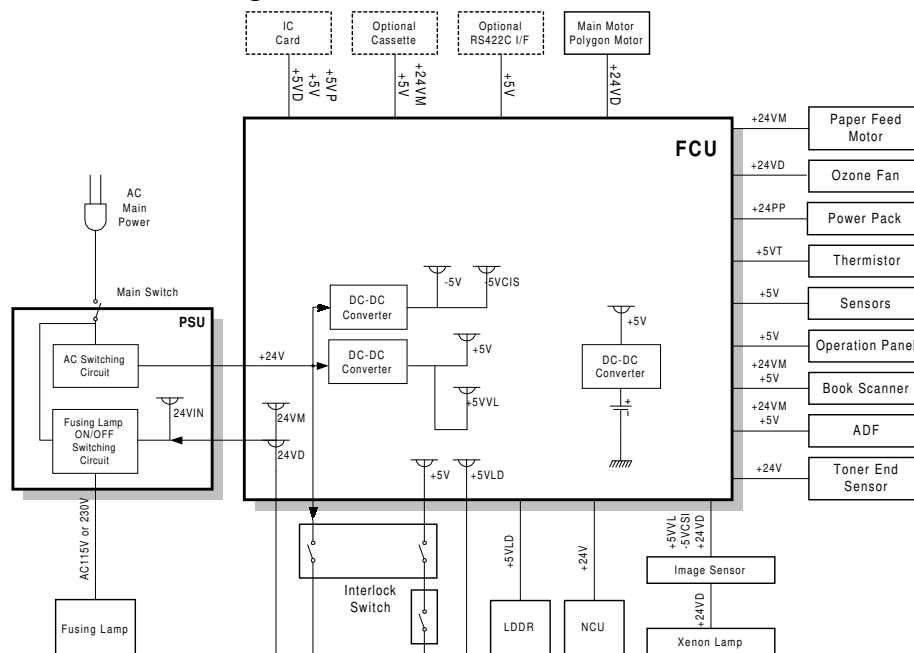 IC
Card
Optional
Cassette
Optional
RS422C I/F
Main Motor
Polygon Motor
+5VD
+5V
+5VP
+5V
+24VM
+5V
+24VD
FCU
+24VM
Paper Feed
Motor
+24VD
Ozone Fan
+24PP
Power Pack
+5VT
Thermistor
+5V
Sensors
+5V
Operation Panel
+24VM
+5V
Book Scanner
+24VM
+5V
ADF
+24V
Toner End
Sensor
AC
Main
Power
Main Switch
PSU
AC Switching
Circuit
+24V
Fusing Lamp
ON/OFF
Switching
Circuit
24VIN
24VM
24VD
AC115V or 230V
Fusing Lamp
DC-DC
Converter
-5V
-5VCIS
DC-DC
Converter
+5V
+5VVL
+5V
DC-DC
Converter
+
-
+5V
+5VLD
Interlock
Switch
+5VLD
LDDR
+24V
NCU
+5VVL
-5VCSI
+24VD
Image Sensor
+24VD
Xenon Lamp